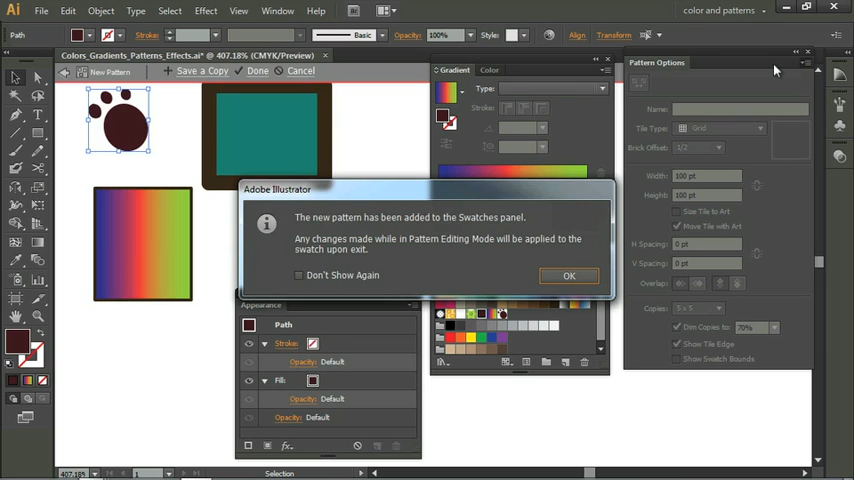 Ai File Edit Object Type Select Effect View Window Help Br color and patterns
Path Stroke: Basic Opacity: 100% Style: Align Transform
Colors_Gradients_Patterns_Effects.ai* @ 407.18% (CMYK/Preview)
New Pattern Save a Copy Done Cancel
Gradient Color
Type:
Stroke:
Pattern Options
Name:
Tile Type: Grid
Brick Offset: 1/2
Width: 100 pt
Height: 100 pt
Size Tile to Art
Move Tile with Art
H Spacing: 0 pt
V Spacing: 0 pt
Overlap:
Copies: 5 x 5
Dim Copies to: 70%
Show Tile Edge
Show Swatch Bounds
Adobe Illustrator
The new pattern has been added to the Swatches panel.
Any changes made while in Pattern Editing Mode will be applied to the
swatch upon exit.
Don't Show Again
OK
Appearance
Path
Stroke:
Opacity: Default
Fill:
Opacity: Default
Opacity: Default
fx
407.18% 1 Selection